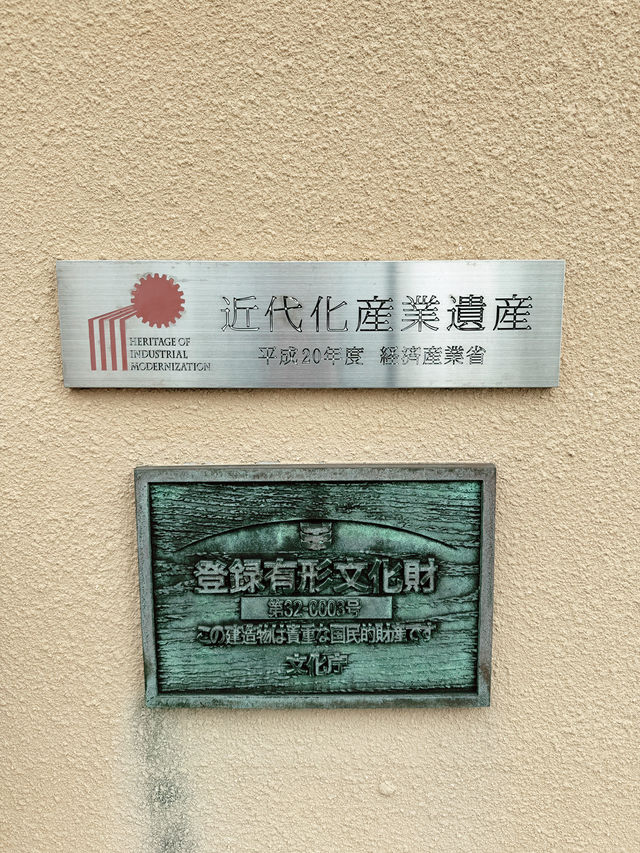 近代化産業遺産
平成20年度 経済産業省
HERITAGE OF
INDUSTRIAL
MODERNIZATION
登録有形文化財
第32-0003号
この建造物は貴重な国民的財産です
文化庁